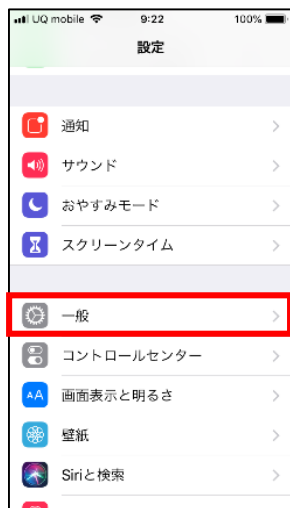 UQ mobile 9:22 100%
設定
通知
サウンド
おやすみモード
スクリーンタイム
一般
コントロールセンター
AA 画面表示と明るさ
壁紙
Siriと検索